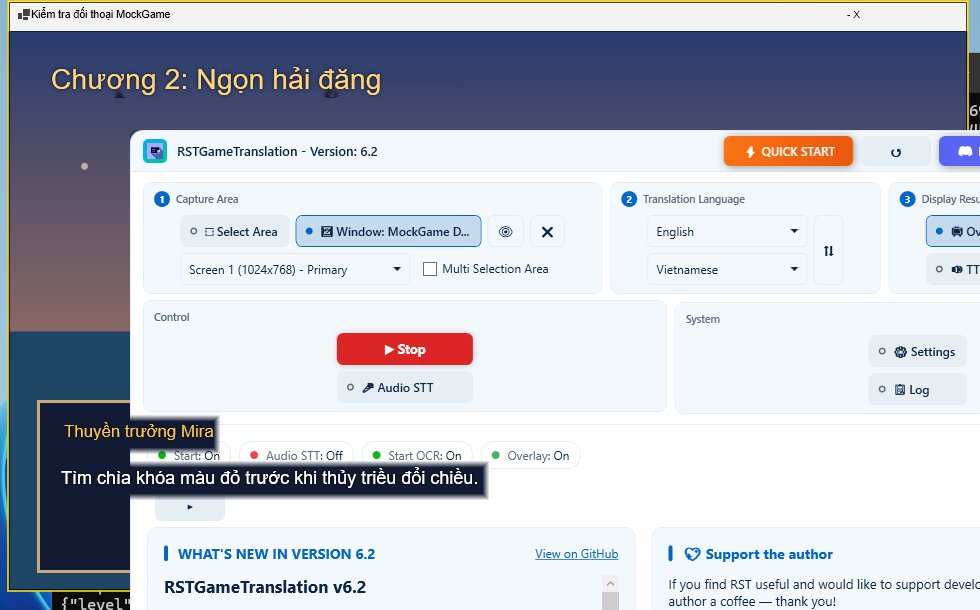 Kiểm tra đối thoại MockGame
- X
Chương 2: Ngọn hải đăng
RSTGameTranslation - Version: 6.2
QUICK START
1 Capture Area
Select Area
Window: MockGame D...
Screen 1 (1024x768) - Primary
Multi Selection Area
2 Translation Language
English
Vietnamese
3 Display Resu
Ov
TT
Control
Stop
Audio STT
System
Settings
Log
Thuyền trưởng Mira
Start: On
Audio STT: Off
Start OCR: On
Overlay: On
Tìm chìa khóa màu đỏ trước khi thủy triều đổi chiều.
WHAT'S NEW IN VERSION 6.2
View on GitHub
RSTGameTranslation v6.2
Support the author
If you find RST useful and would like to support develo
author a coffee — thank you!
{"level"